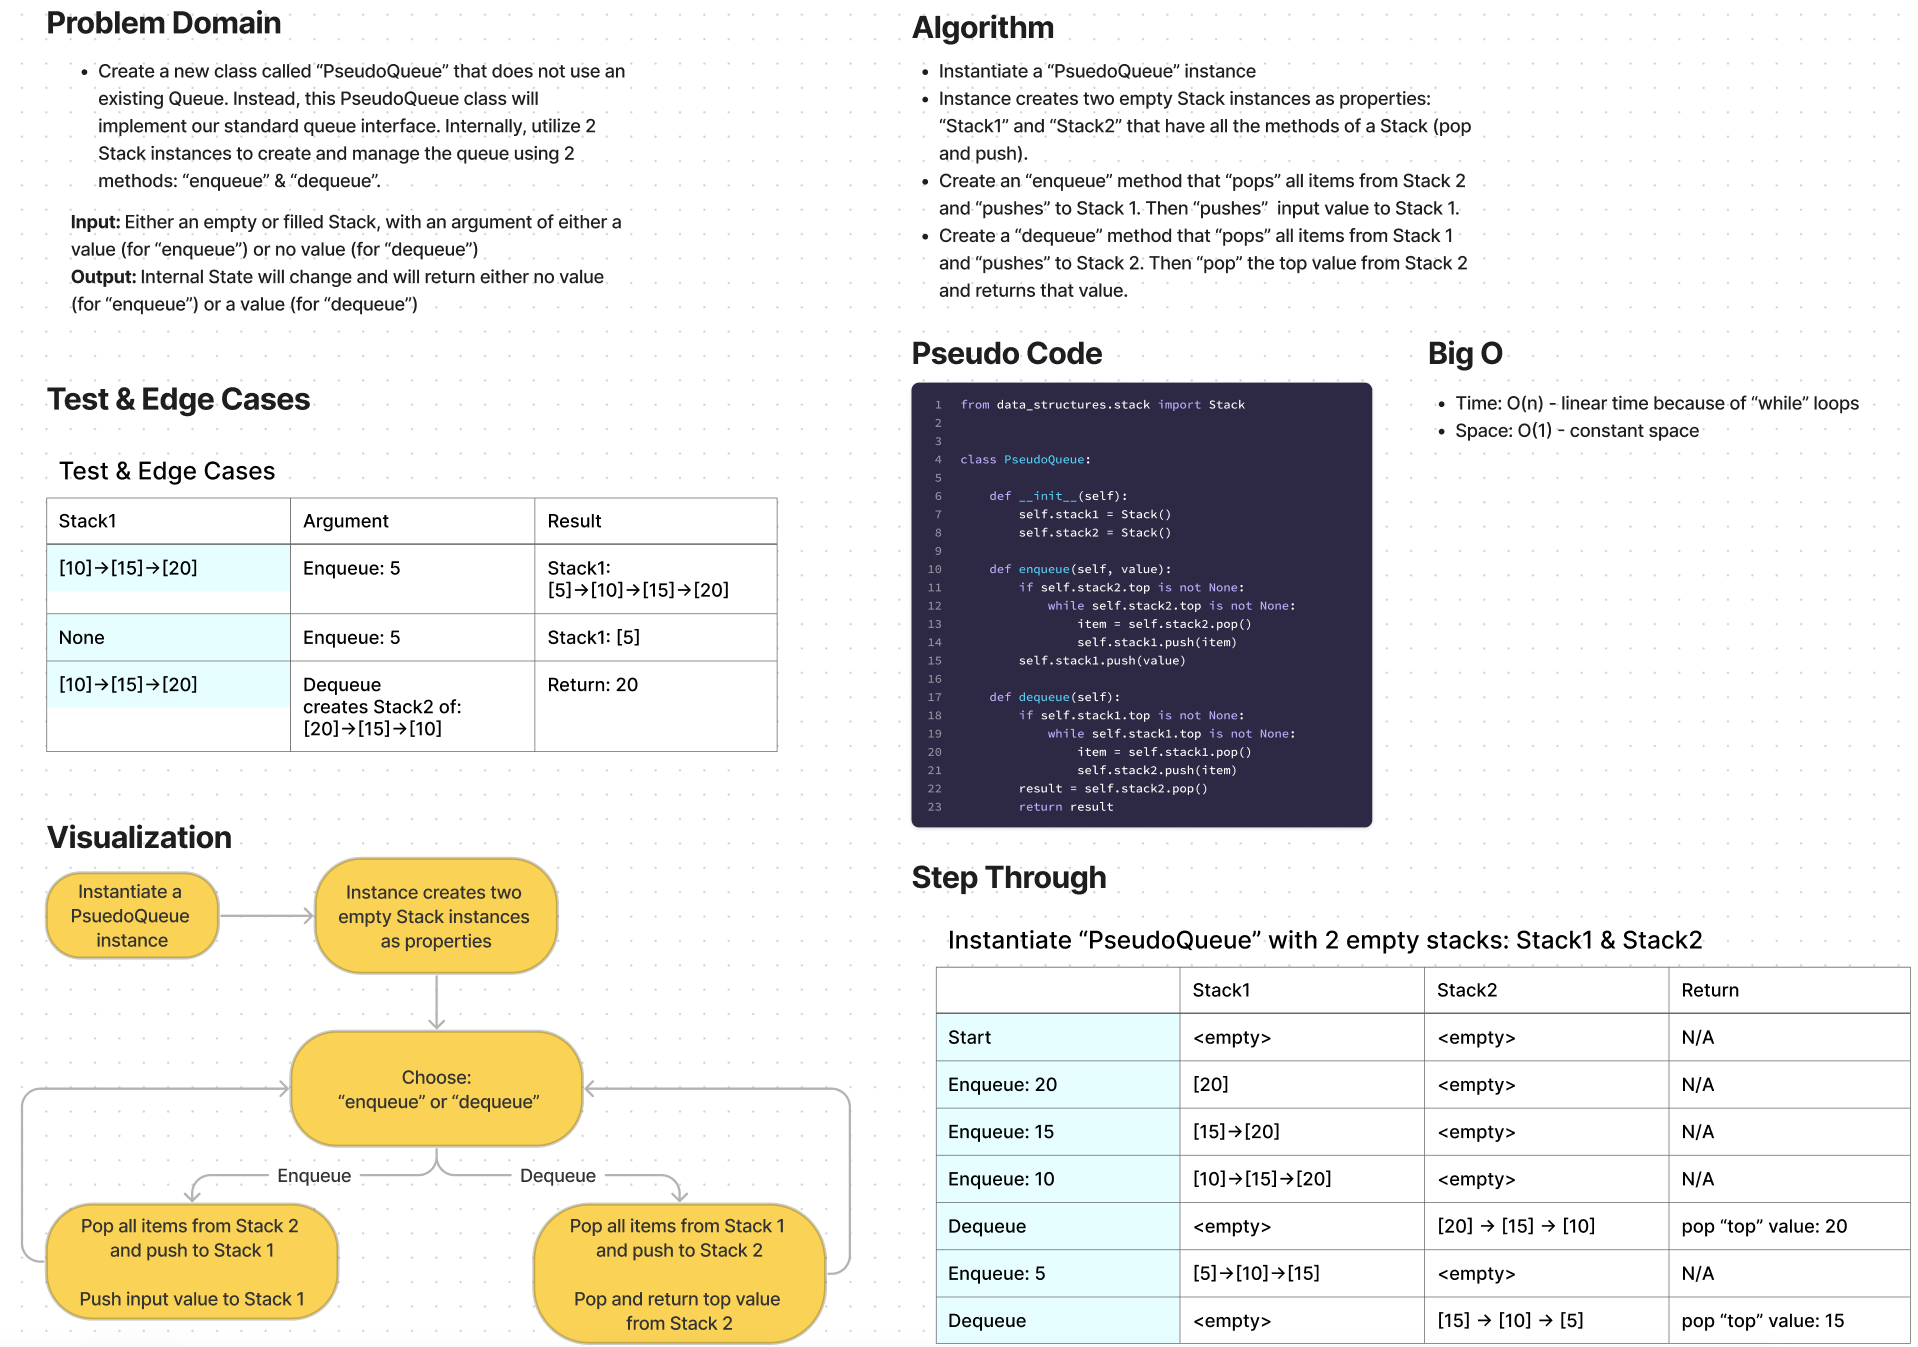 Problem Domain
• Create a new class called “PseudoQueue” that does not use an
existing Queue. Instead, this PseudoQueue class will
implement our standard queue interface. Internally, utilize 2
Stack instances to create and manage the queue using 2
methods: “enqueue” & “dequeue”.
Input: Either an empty or filled Stack, with an argument of either a
value (for “enqueue”) or no value (for “dequeue”)
Output: Internal State will change and will return either no value
(for “enqueue”) or a value (for “dequeue”)
Test & Edge Cases
Test & Edge Cases
Stack1 Argument Result
[10]→[15]→[20] Enqueue: 5 Stack1:
[5]→[10]→[15]→[20]
None Enqueue: 5 Stack1: [5]
[10]→[15]→[20] Dequeue Return: 20
creates Stack2 of:
[20]→[15]→[10]
Visualization
Instantiate a
PsuedoQueue
instance
Instance creates two
empty Stack instances
as properties
Choose:
“enqueue” or “dequeue”
Enqueue
Dequeue
Pop all items from Stack 2
and push to Stack 1
Push input value to Stack 1
Pop all items from Stack 1
and push to Stack 2
Pop and return top value
from Stack 2
Algorithm
• Instantiate a “PsuedoQueue” instance
• Instance creates two empty Stack instances as properties:
“Stack1” and “Stack2” that have all the methods of a Stack (pop
and push).
• Create an “enqueue” method that “pops” all items from Stack 2
and “pushes” to Stack 1. Then “pushes” input value to Stack 1.
• Create a “dequeue” method that “pops” all items from Stack 1
and “pushes” to Stack 2. Then “pop” the top value from Stack 2
and returns that value.
Pseudo Code
1 from data_structures.stack import Stack
2
3
4 class PseudoQueue:
5
6 def __init__(self):
7 self.stack1 = Stack()
8 self.stack2 = Stack()
9
10 def enqueue(self, value):
11 if self.stack2.top is not None:
12 while self.stack2.top is not None:
13 item = self.stack2.pop()
14 self.stack1.push(item)
15 self.stack1.push(value)
16
17 def dequeue(self):
18 if self.stack1.top is not None:
19 while self.stack1.top is not None:
20 item = self.stack1.pop()
21 self.stack2.push(item)
22 result = self.stack2.pop()
23 return result
Big O
• Time: O(n) - linear time because of “while” loops
• Space: O(1) - constant space
Step Through
Instantiate “PseudoQueue” with 2 empty stacks: Stack1 & Stack2
Stack1 Stack2 Return
Start <empty> <empty> N/A
Enqueue: 20 [20] <empty> N/A
Enqueue: 15 [15]→[20] <empty> N/A
Enqueue: 10 [10]→[15]→[20] <empty> N/A
Dequeue <empty> [20] → [15] → [10] pop “top” value: 20
Enqueue: 5 [5]→[10]→[15] <empty> N/A
Dequeue <empty> [15] → [10] → [5] pop “top” value: 15